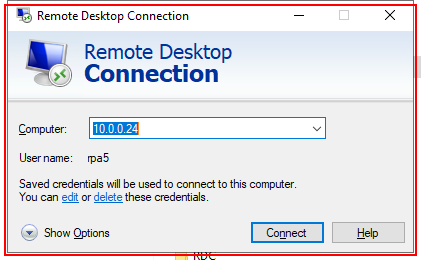 Remote Desktop Connection
Remote Desktop
Connection
Computer: 10.0.0.24
User name: rpa5
Saved credentials will be used to connect to this computer.
You can edit or delete these credentials.
Show Options Connect Help
RDC